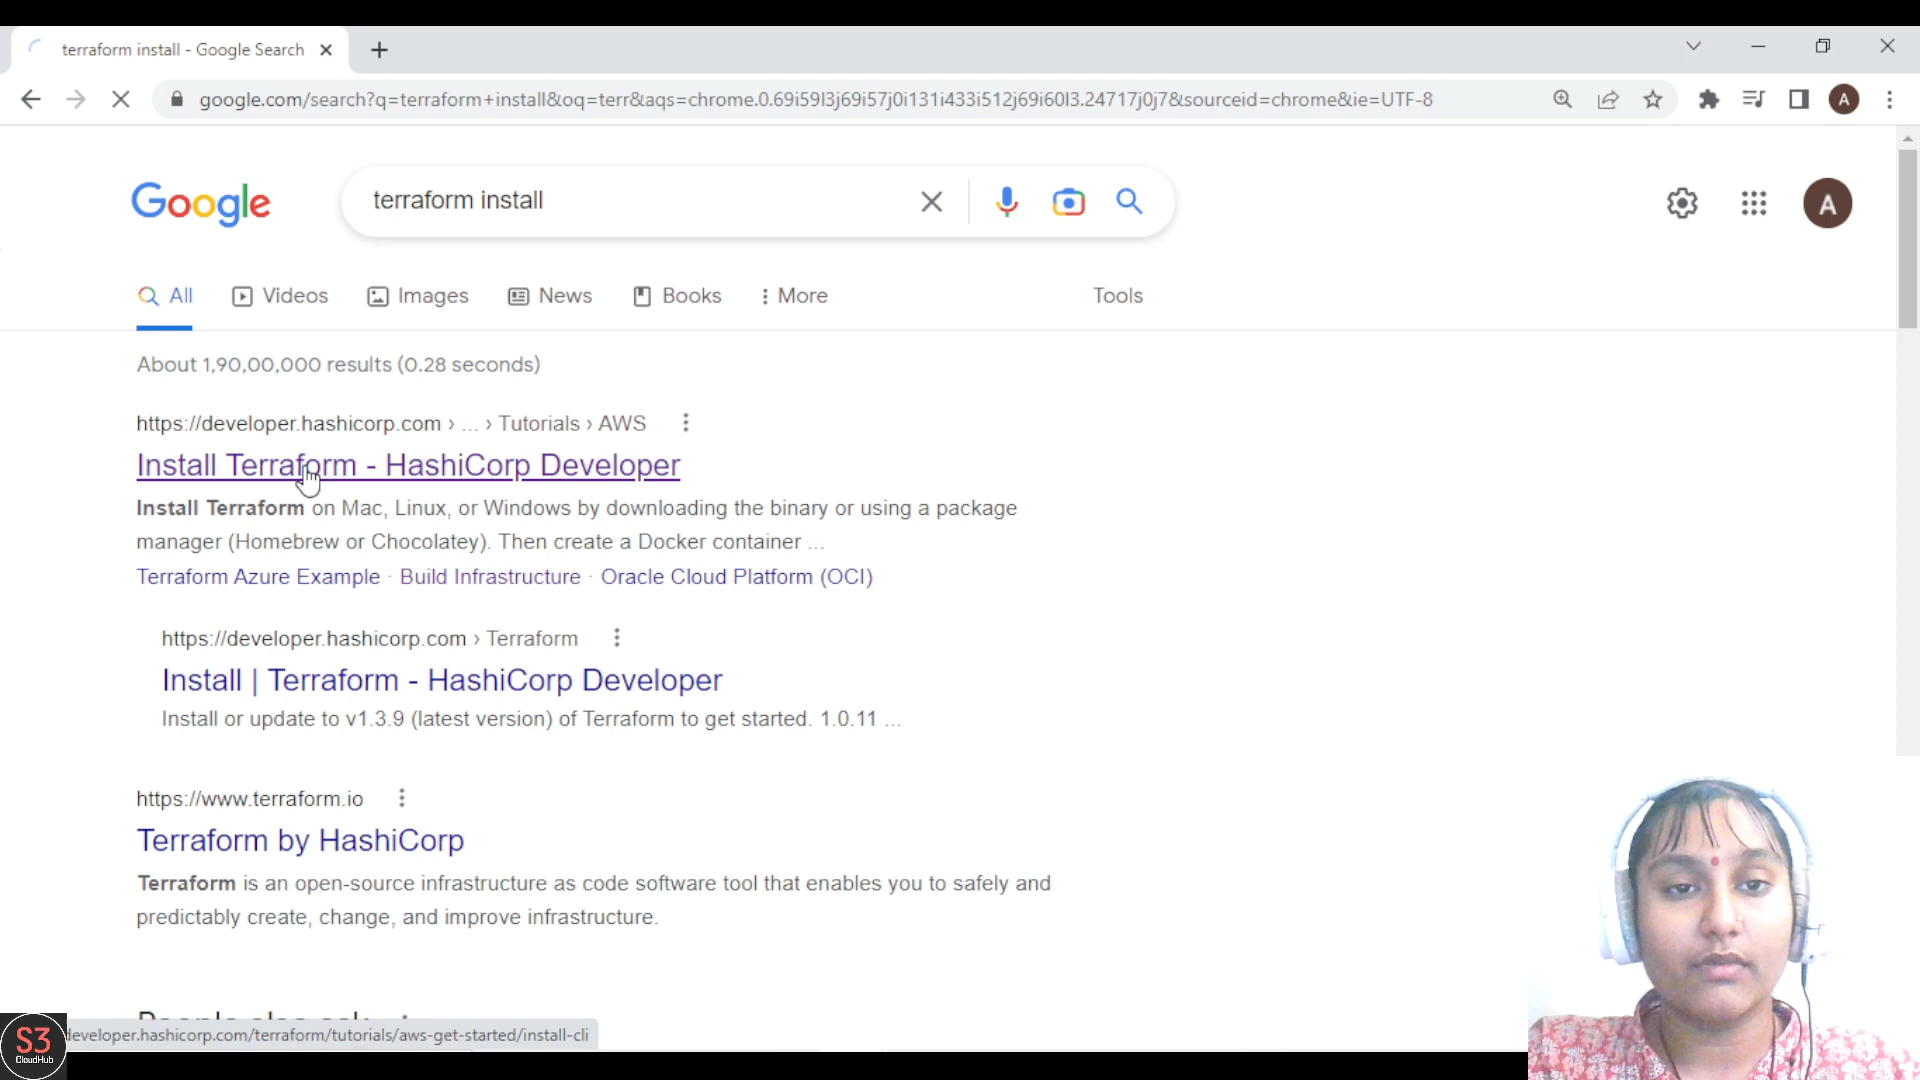 terraform install - Google Search
google.com/search?q=terraform+install&oq=terr&aqs=chrome.0.69i59l3j69i57j0i131i433i512j69i60l3.24717j0j7&sourceid=chrome&ie=UTF-8
A
Google
terraform install
A
All
Videos
Images
News
Books
More
Tools
About 1,90,00,000 results (0.28 seconds)
https://developer.hashicorp.com › ... › Tutorials › AWS
Install Terraform - HashiCorp Developer
Install Terraform on Mac, Linux, or Windows by downloading the binary or using a package
manager (Homebrew or Chocolatey). Then create a Docker container ...
Terraform Azure Example · Build Infrastructure · Oracle Cloud Platform (OCI)
https://developer.hashicorp.com › Terraform
Install | Terraform - HashiCorp Developer
Install or update to v1.3.9 (latest version) of Terraform to get started. 1.0.11 ...
https://www.terraform.io
Terraform by HashiCorp
Terraform is an open-source infrastructure as code software tool that enables you to safely and
predictably create, change, and improve infrastructure.
People also ask
developer.hashicorp.com/terraform/tutorials/aws-get-started/install-cli
S3
CloudHub